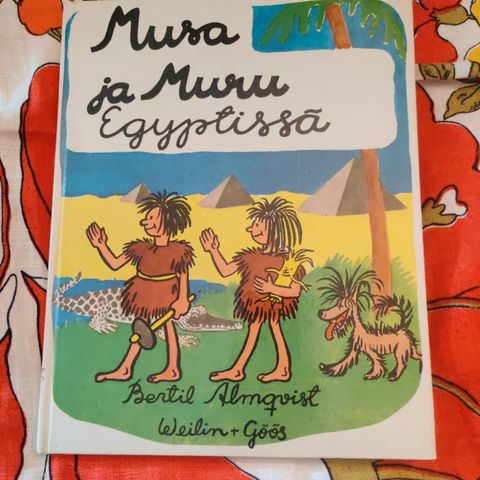 Musa
ja Muru
Egyptissä
Bertil Almqvist
Weilin + Göös